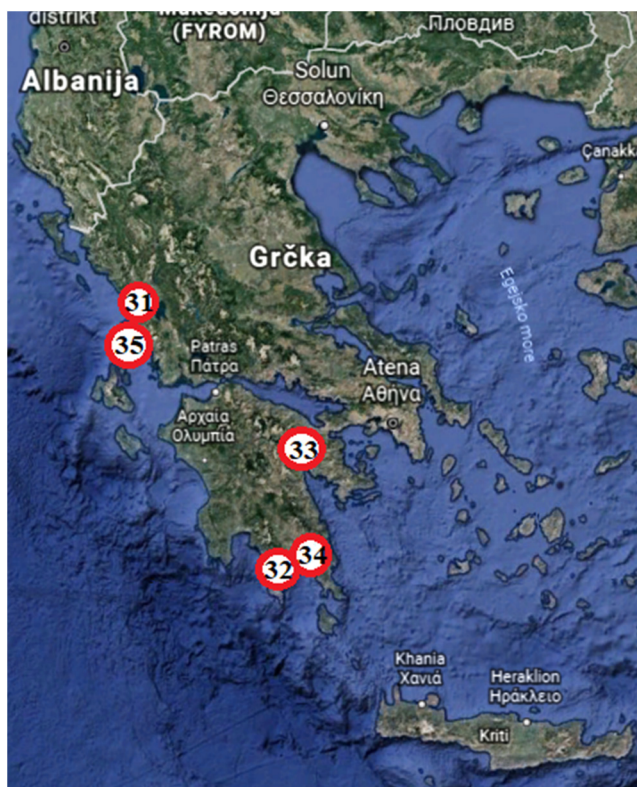 distrikt
Makedonija
(FYROM)
Пловдив
Albanija
Solun
Θεσσαλονίκη
Grčka
Egejsko more
31
35
Patras
Πάτρα
Atena
Αθήνα
Αρχαία
Ολυμπία
33
34
32
Khania
Χανιά
Heraklion
Ηράκλειο
Kriti